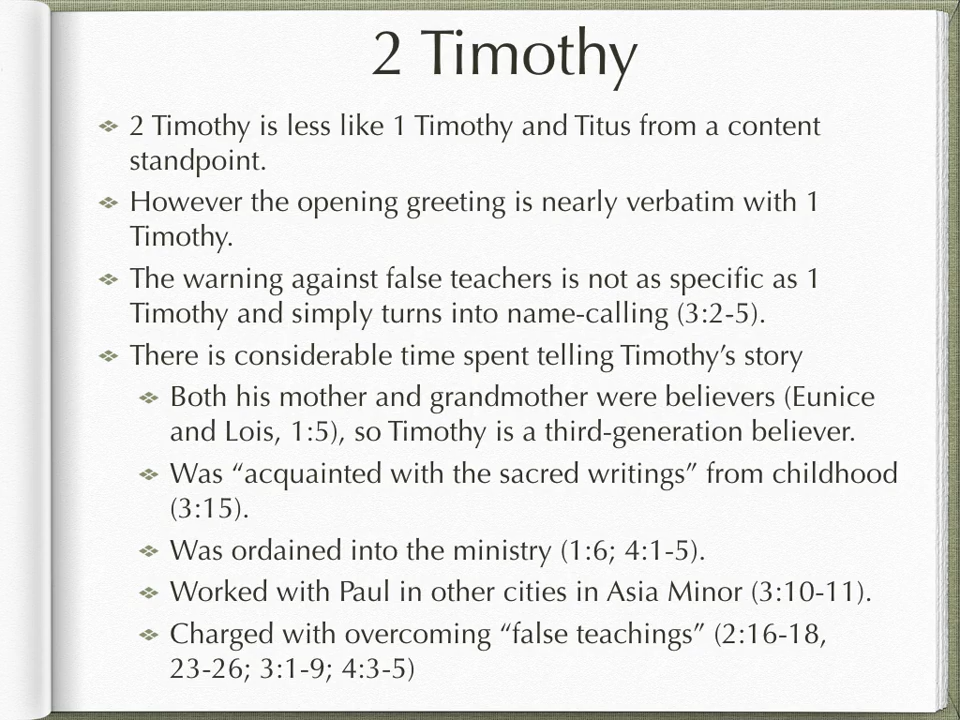 2 Timothy
2 Timothy is less like 1 Timothy and Titus from a content
standpoint.
However the opening greeting is nearly verbatim with 1
Timothy.
The warning against false teachers is not as specific as 1
Timothy and simply turns into name-calling (3:2-5).
There is considerable time spent telling Timothy’s story
Both his mother and grandmother were believers (Eunice
and Lois, 1:5), so Timothy is a third-generation believer.
Was “acquainted with the sacred writings” from childhood
(3:15).
Was ordained into the ministry (1:6; 4:1-5).
Worked with Paul in other cities in Asia Minor (3:10-11).
Charged with overcoming “false teachings” (2:16-18,
23-26; 3:1-9; 4:3-5)